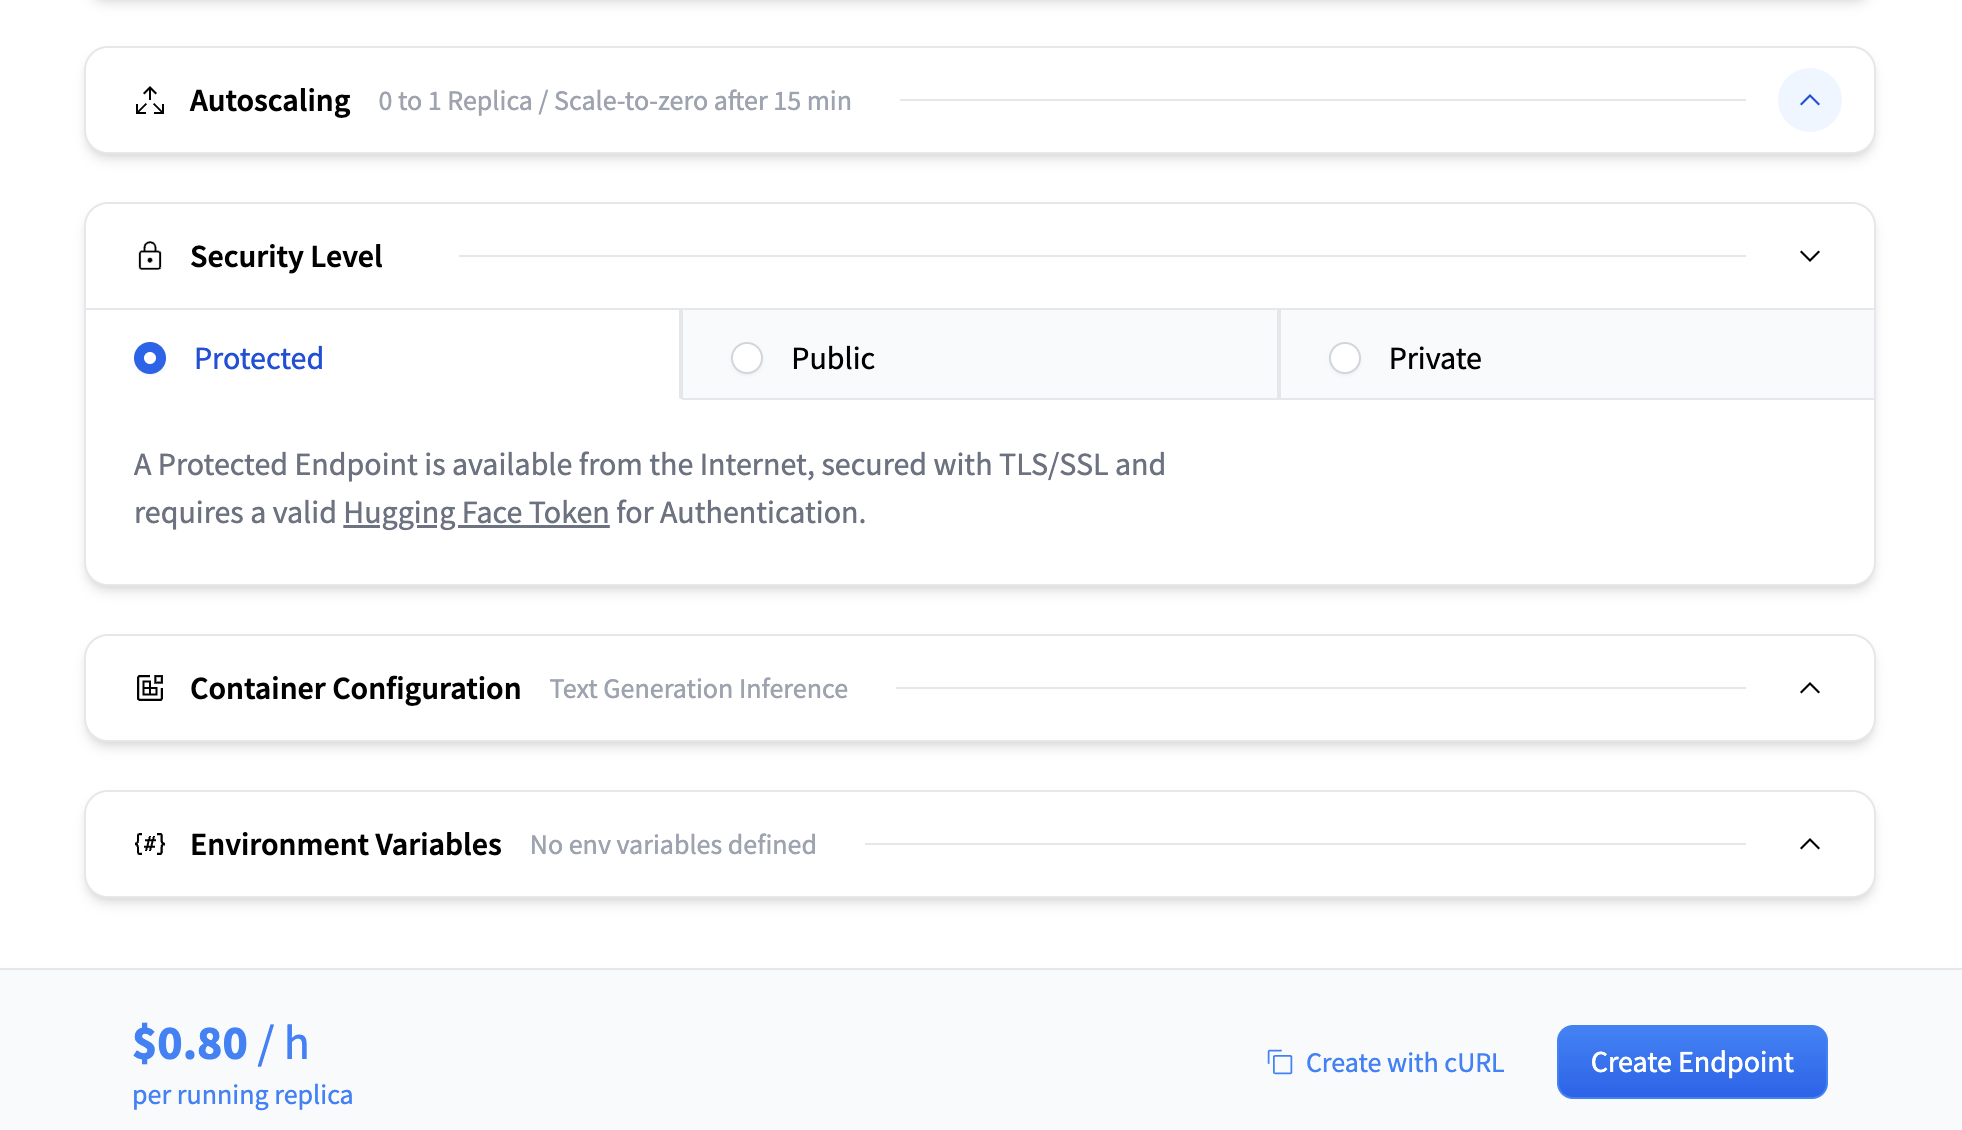 Autoscaling 0 to 1 Replica / Scale-to-zero after 15 min
Security Level
Protected Public Private
A Protected Endpoint is available from the Internet, secured with TLS/SSL and
requires a valid Hugging Face Token for Authentication.
Container Configuration Text Generation Inference
{#} Environment Variables No env variables defined
$0.80 / h
per running replica
Create with cURL Create Endpoint